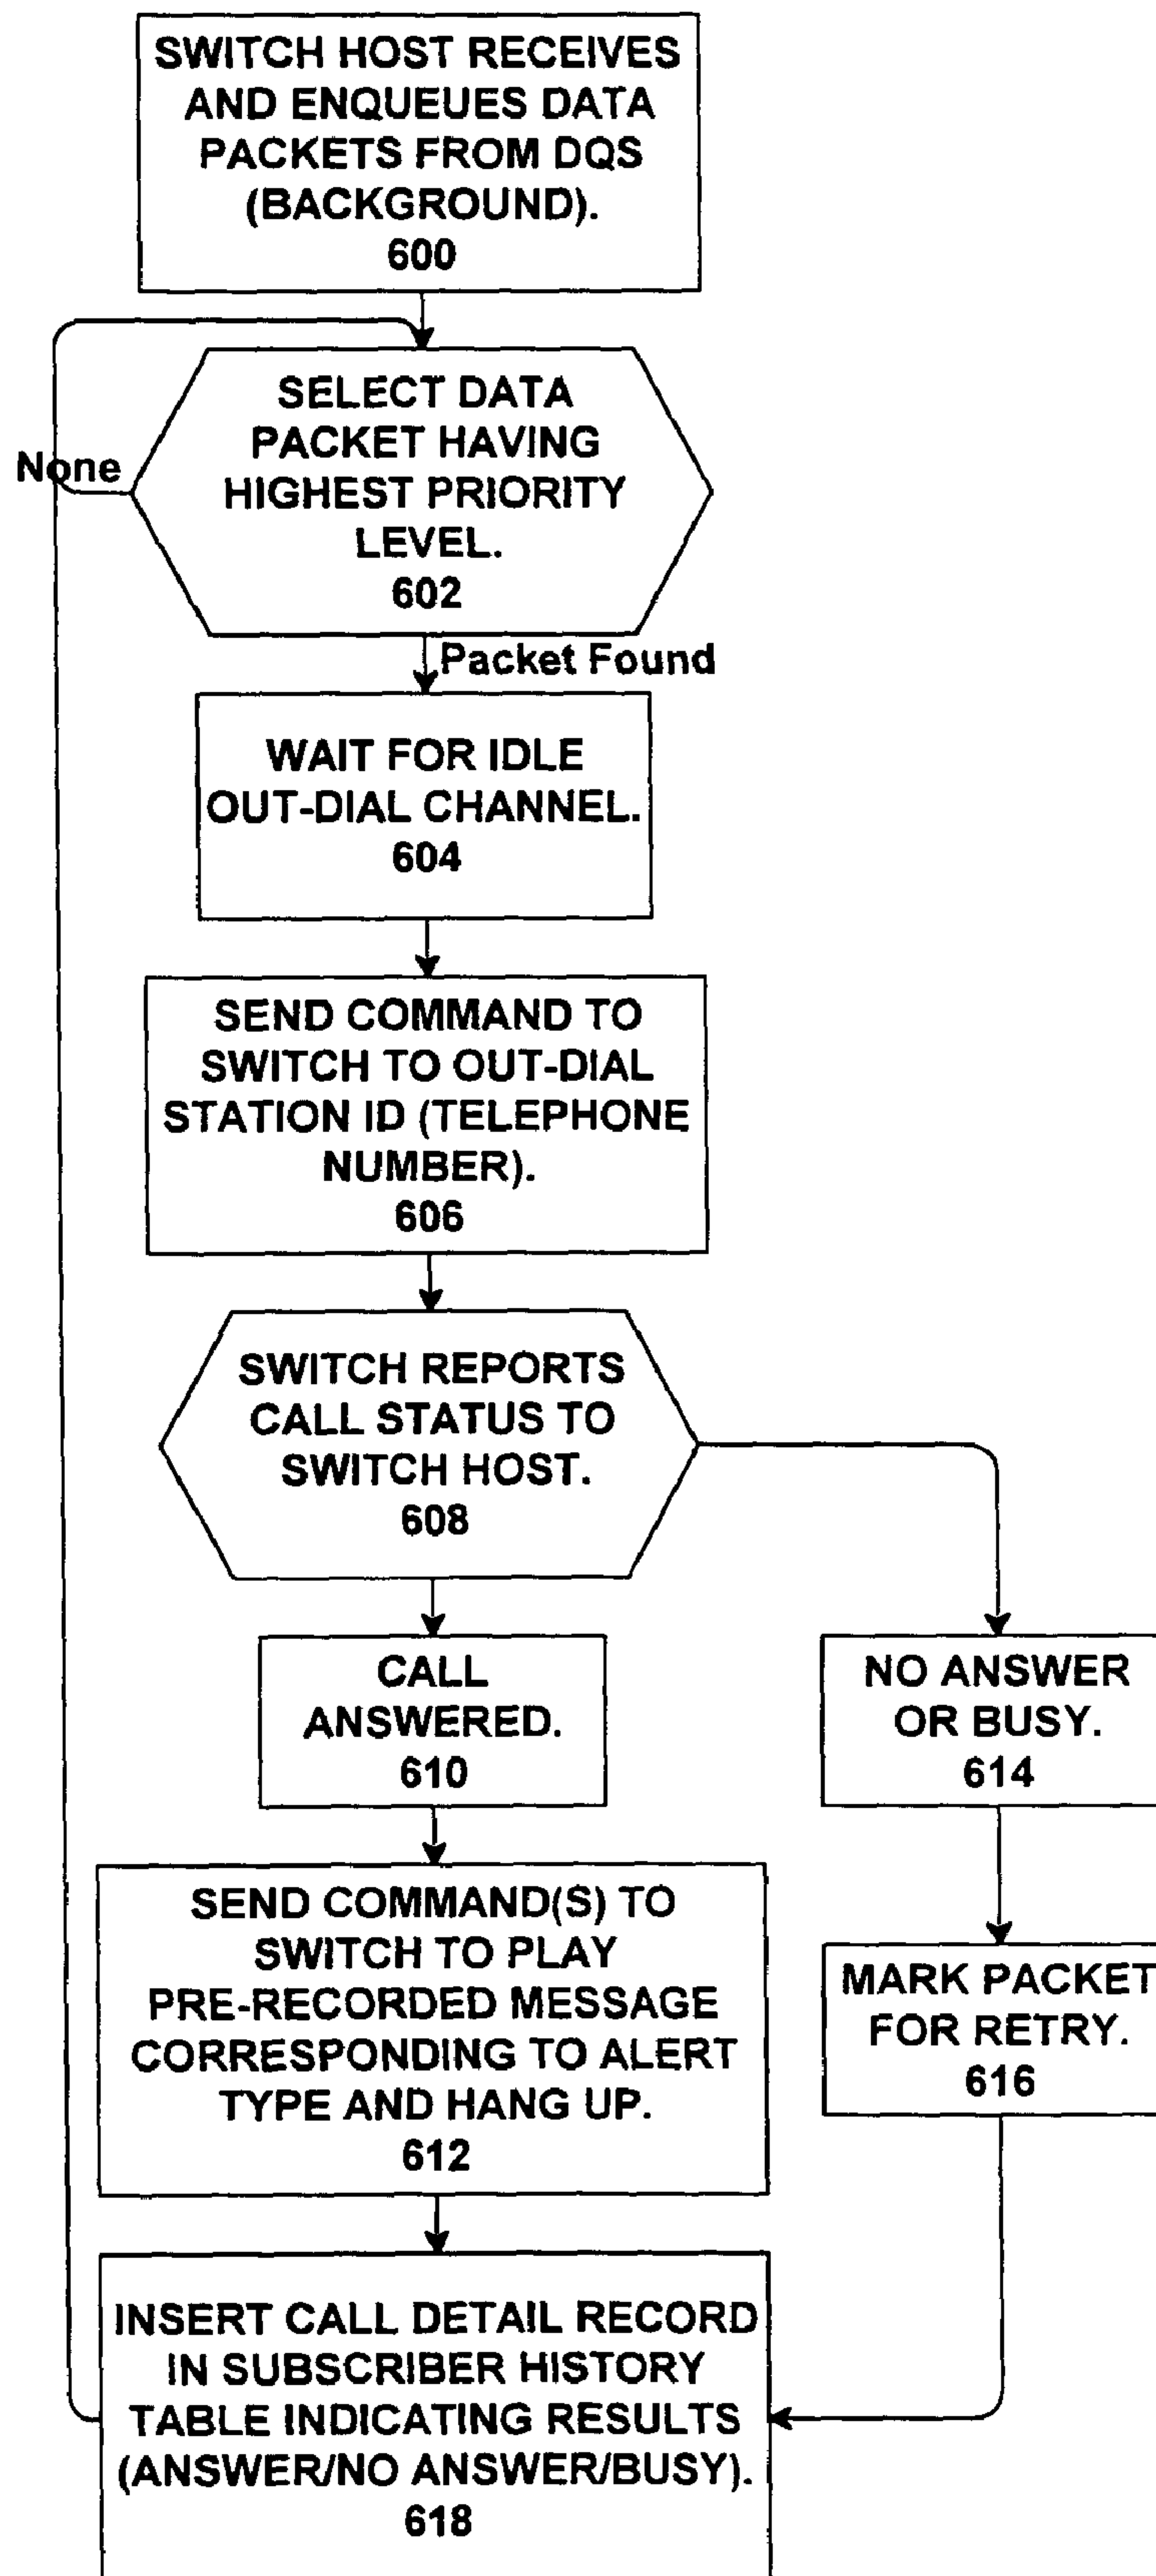 SWITCH HOST RECEIVES
AND ENQUEUES DATA
PACKETS FROM DQS
(BACKGROUND).
600
SELECT DATA
PACKET HAVING
HIGHEST PRIORITY
LEVEL.
602
None
Packet Found
WAIT FOR IDLE
OUT-DIAL CHANNEL.
604
SEND COMMAND TO
SWITCH TO OUT-DIAL
STATION ID (TELEPHONE
NUMBER).
606
SWITCH REPORTS
CALL STATUS TO
SWITCH HOST.
608
CALL
ANSWERED.
610
NO ANSWER
OR BUSY.
614
SEND COMMAND(S) TO
SWITCH TO PLAY
PRE-RECORDED MESSAGE
CORRESPONDING TO ALERT
TYPE AND HANG UP.
612
MARK PACKET
FOR RETRY.
616
INSERT CALL DETAIL RECORD
IN SUBSCRIBER HISTORY
TABLE INDICATING RESULTS
(ANSWER/NO ANSWER/BUSY).
618